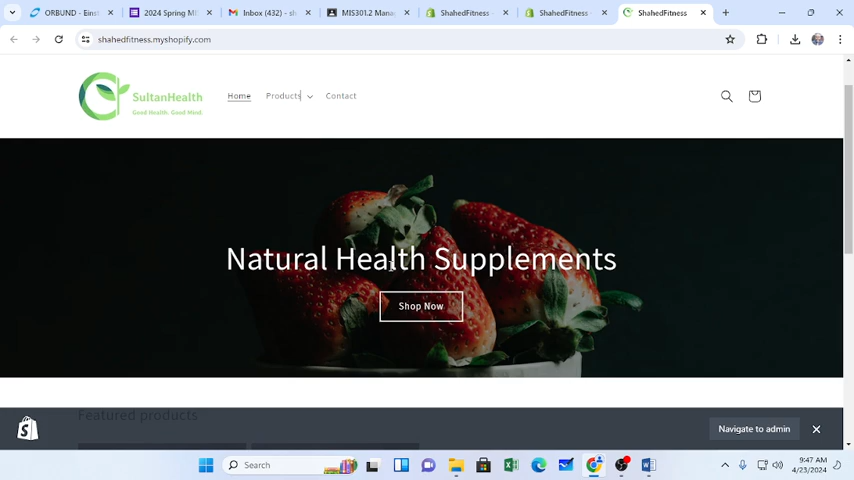 ORBUND - Einst
2024 Spring MI
Inbox (432) - sh
MIS301.2 Mana
ShahedFitness
ShahedFitness
ShahedFitness
shahedfitness.myshopify.com
SultanHealth
Good Health. Good Mind.
Home
Products
Contact
Natural Health Supplements
Shop Now
Featured products
Navigate to admin
Search
9:47 AM
4/23/2024